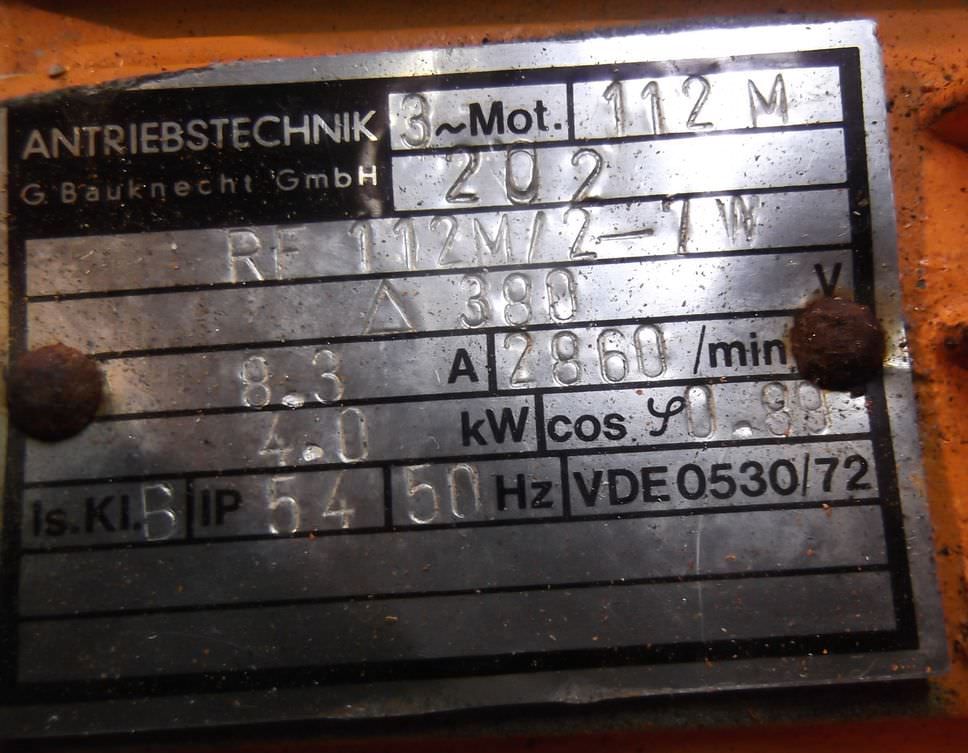 ANTRIEBSTECHNIK
G. Bauknecht GmbH
3~Mot. 112 M
202
RF 112M/2-7W
△ 380 V
8.3 A 2860 /min
4.0 kW cos φ 0.89
Is.Kl. B IP 54 50 Hz VDE 0530/72